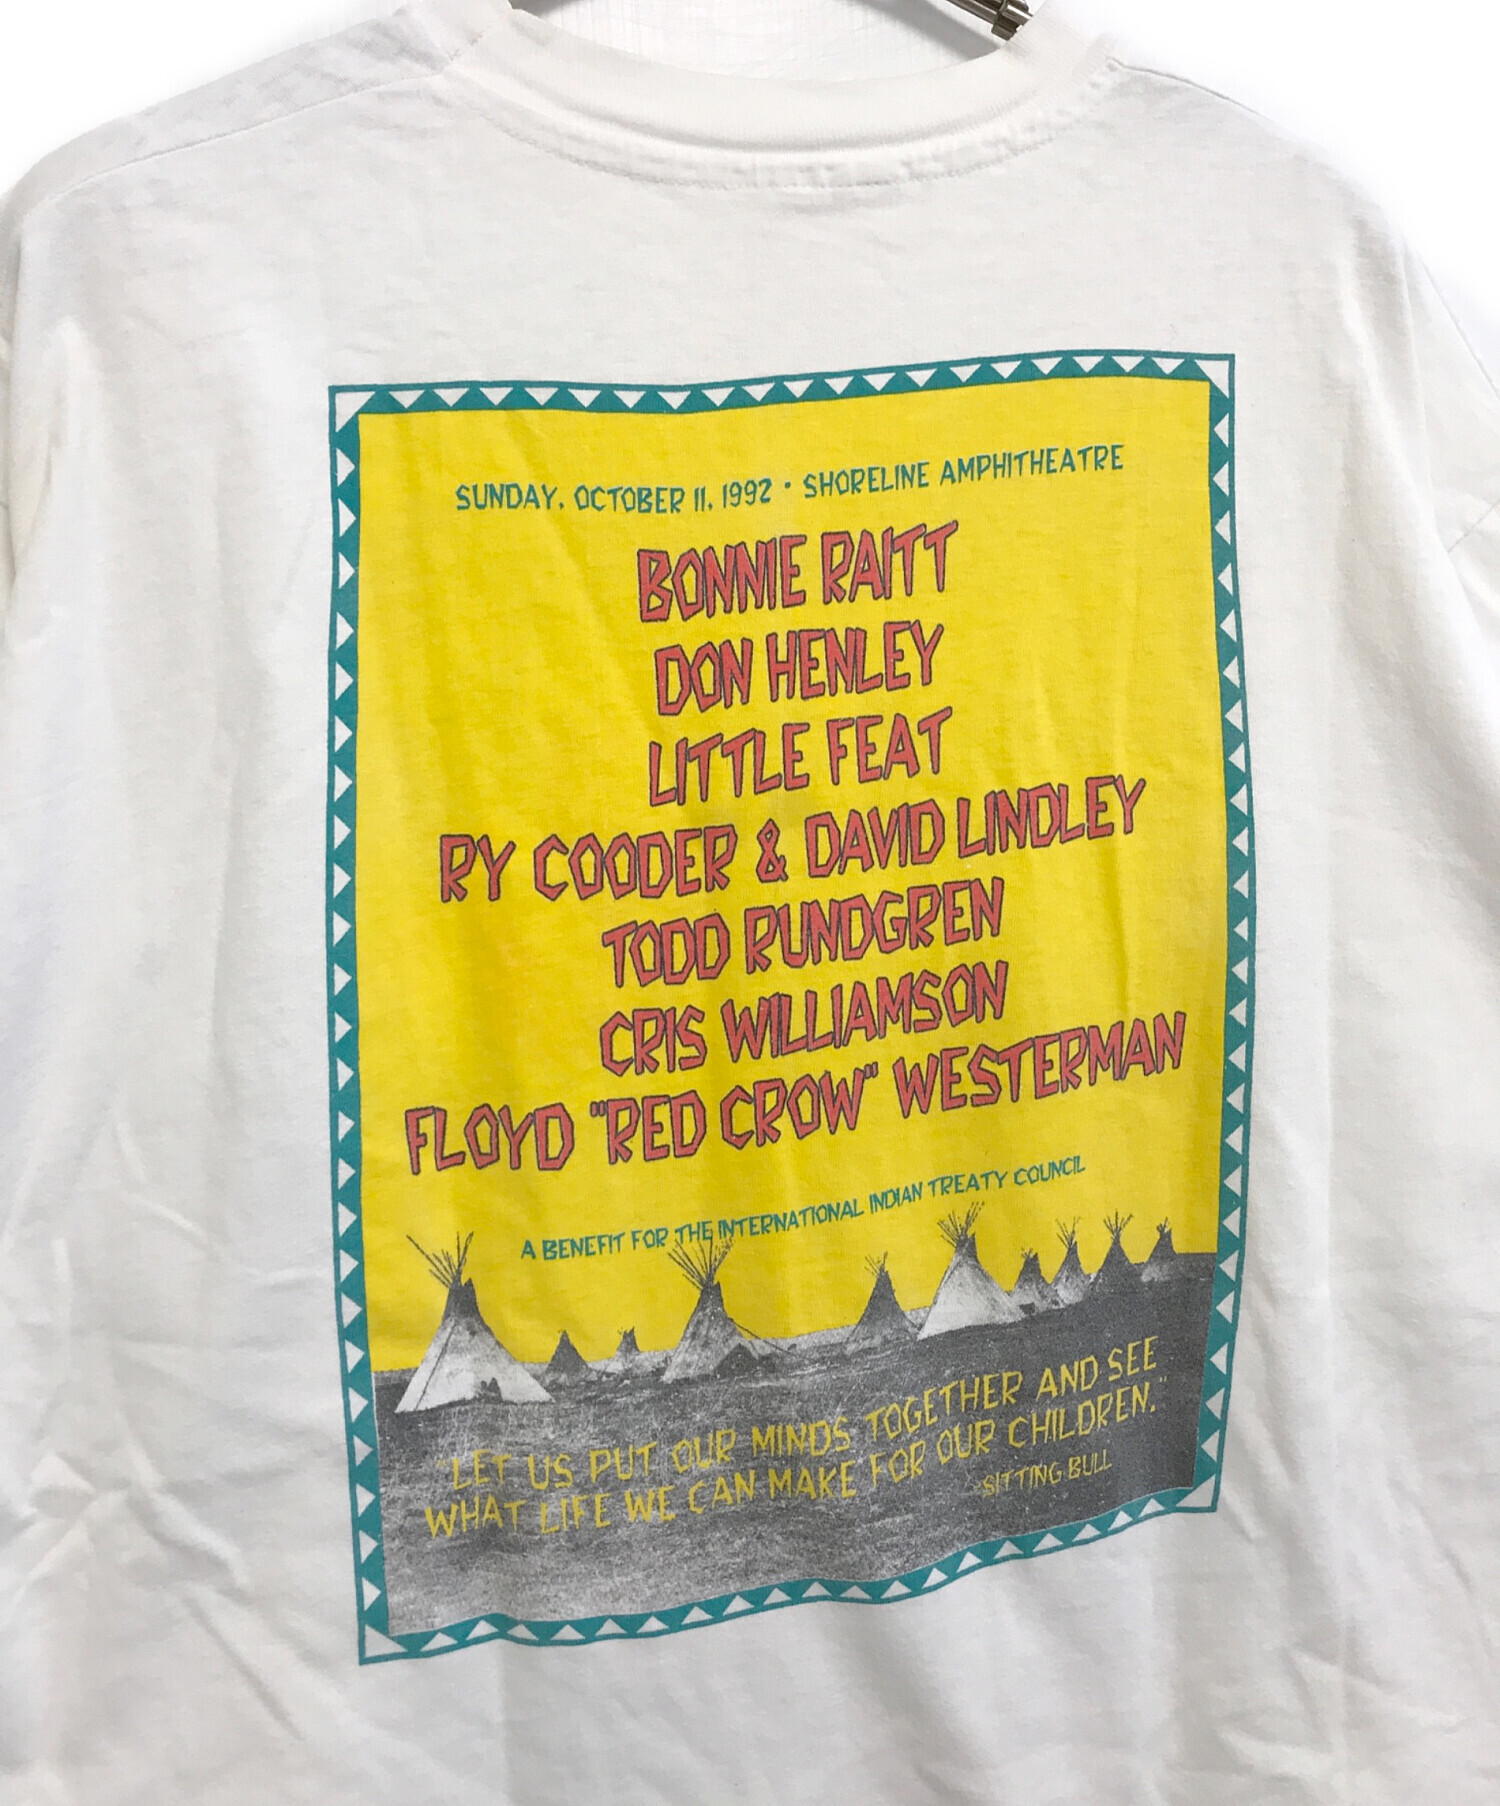 SUNDAY, OCTOBER 11, 1992 • SHORELINE AMPHITHEATRE
BONNIE RAITT
DON HENLEY
LITTLE FEAT
RY COODER & DAVID LINDLEY
TODD RUNDGREN
CRIS WILLIAMSON
FLOYD "RED CROW" WESTERMAN
A BENEFIT FOR THE INTERNATIONAL INDIAN TREATY COUNCIL
"LET US PUT OUR MINDS TOGETHER AND SEE
WHAT LIFE WE CAN MAKE FOR OUR CHILDREN."
-SITTING BULL